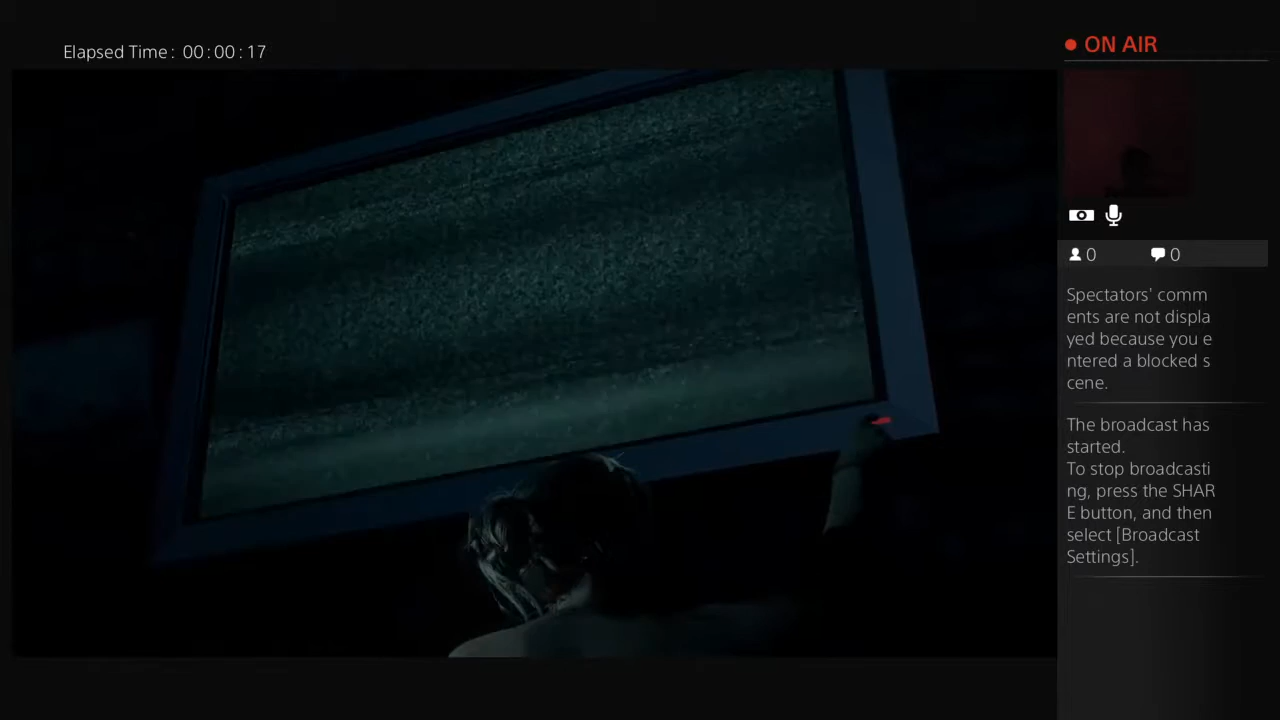 Elapsed Time: 00:00:17
ON AIR
0 0
Spectators' comm
ents are not displa
yed because you e
ntered a blocked s
cene.
The broadcast has
started.
To stop broadcasti
ng, press the SHAR
E button, and then
select [Broadcast
Settings].